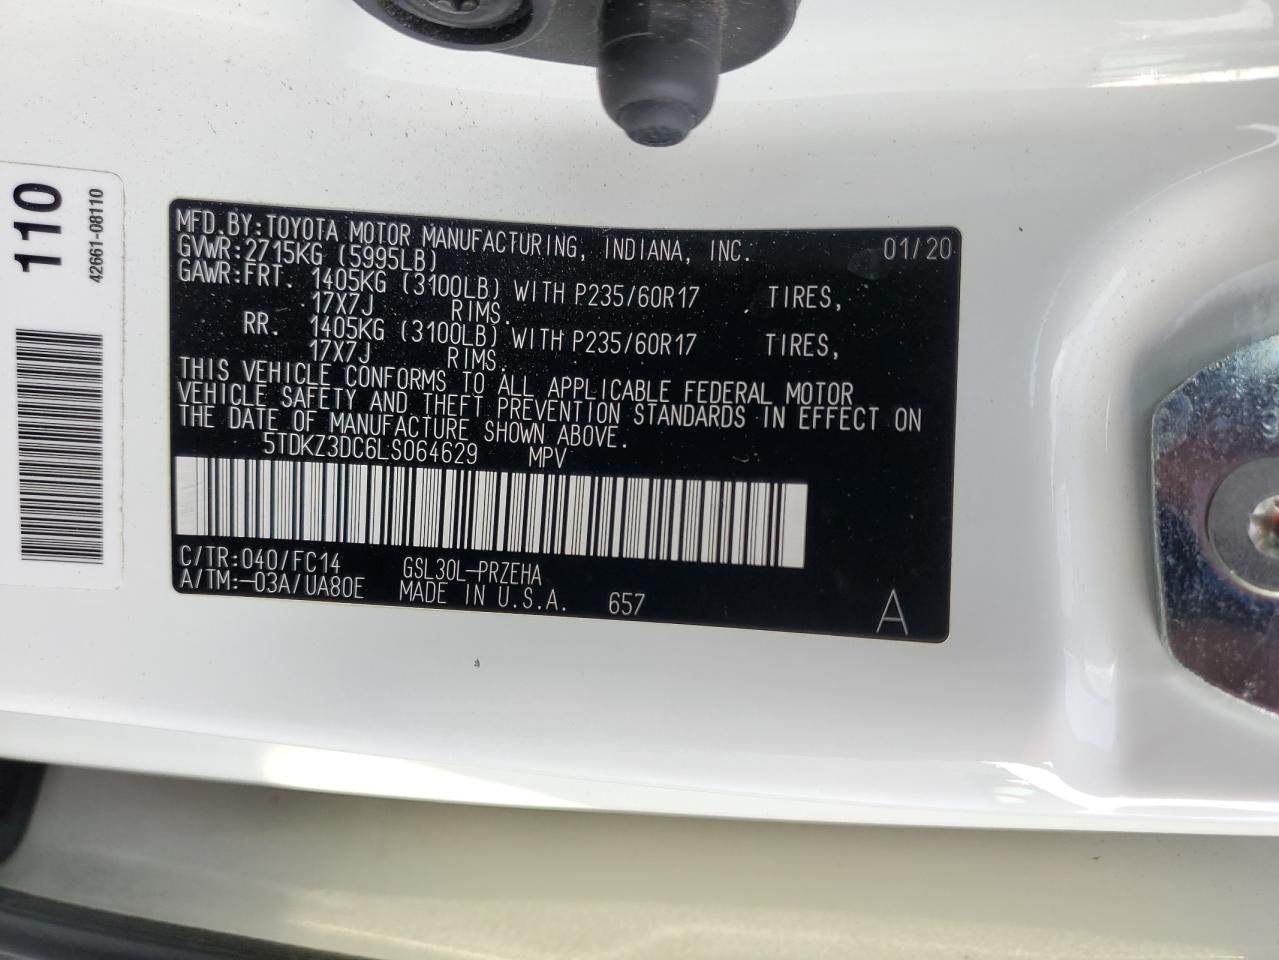 110
42661-08110
MFD.BY:TOYOTA MOTOR MANUFACTURING, INDIANA, INC. 01/20
GVWR:2715KG (5995LB)
GAWR:FRT. 1405KG (3100LB) WITH P235/60R17 TIRES,
17X7J RIMS.
RR. 1405KG (3100LB) WITH P235/60R17 TIRES,
17X7J RIMS.
THIS VEHICLE CONFORMS TO ALL APPLICABLE FEDERAL MOTOR
VEHICLE SAFETY AND THEFT PREVENTION STANDARDS IN EFFECT ON
THE DATE OF MANUFACTURE SHOWN ABOVE.
5TDKZ3DC6LS064629 MPV
C/TR:040/FC14 GSL30L-PRZEHA
A/TM:-03A/UA80E MADE IN U.S.A. 657 A